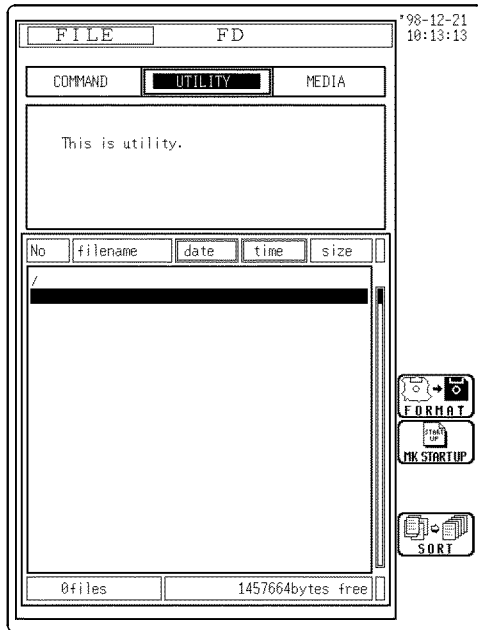 '98-12-21
10:13:13
FILE FD
COMMAND UTILITY MEDIA
This is utility.
No filename date time size
/
FORMAT
START UP
MK STARTUP
SORT
0files 1457664bytes free